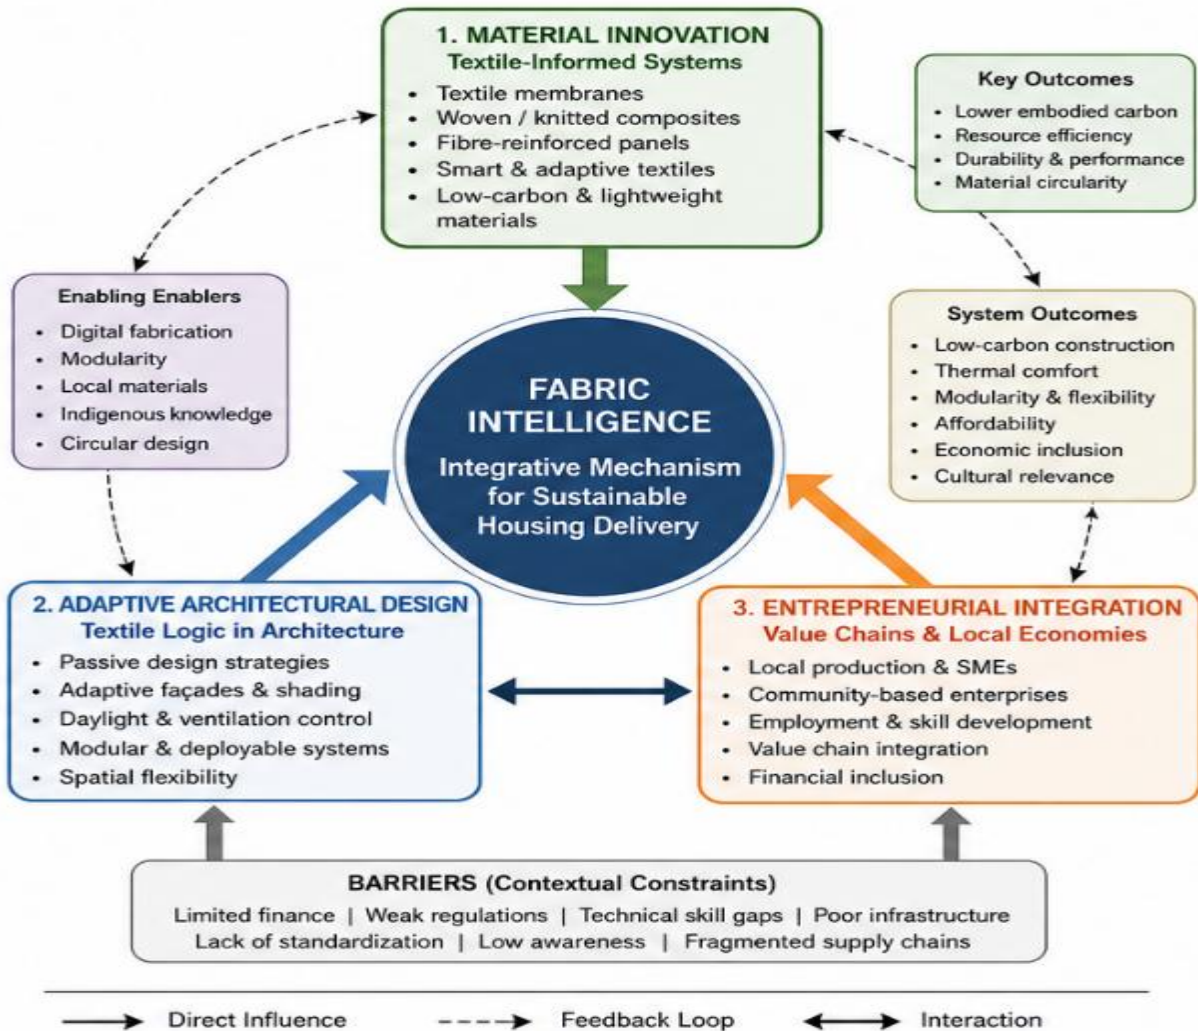 1. MATERIAL INNOVATION
Textile-Informed Systems
• Textile membranes
• Woven / knitted composites
• Fibre-reinforced panels
• Smart & adaptive textiles
• Low-carbon & lightweight
materials
Key Outcomes
• Lower embodied carbon
• Resource efficiency
• Durability & performance
• Material circularity
Enabling Enablers
• Digital fabrication
• Modularity
• Local materials
• Indigenous knowledge
• Circular design
FABRIC
INTELLIGENCE
Integrative Mechanism
for Sustainable
Housing Delivery
System Outcomes
• Low-carbon construction
• Thermal comfort
• Modularity & flexibility
• Affordability
• Economic inclusion
• Cultural relevance
2. ADAPTIVE ARCHITECTURAL DESIGN
Textile Logic in Architecture
• Passive design strategies
• Adaptive façades & shading
• Daylight & ventilation control
• Modular & deployable systems
• Spatial flexibility
3. ENTREPRENEURIAL INTEGRATION
Value Chains & Local Economies
• Local production & SMEs
• Community-based enterprises
• Employment & skill development
• Value chain integration
• Financial inclusion
BARRIERS (Contextual Constraints)
Limited finance | Weak regulations | Technical skill gaps | Poor infrastructure
Lack of standardization | Low awareness | Fragmented supply chains
Direct Influence
Feedback Loop
Interaction